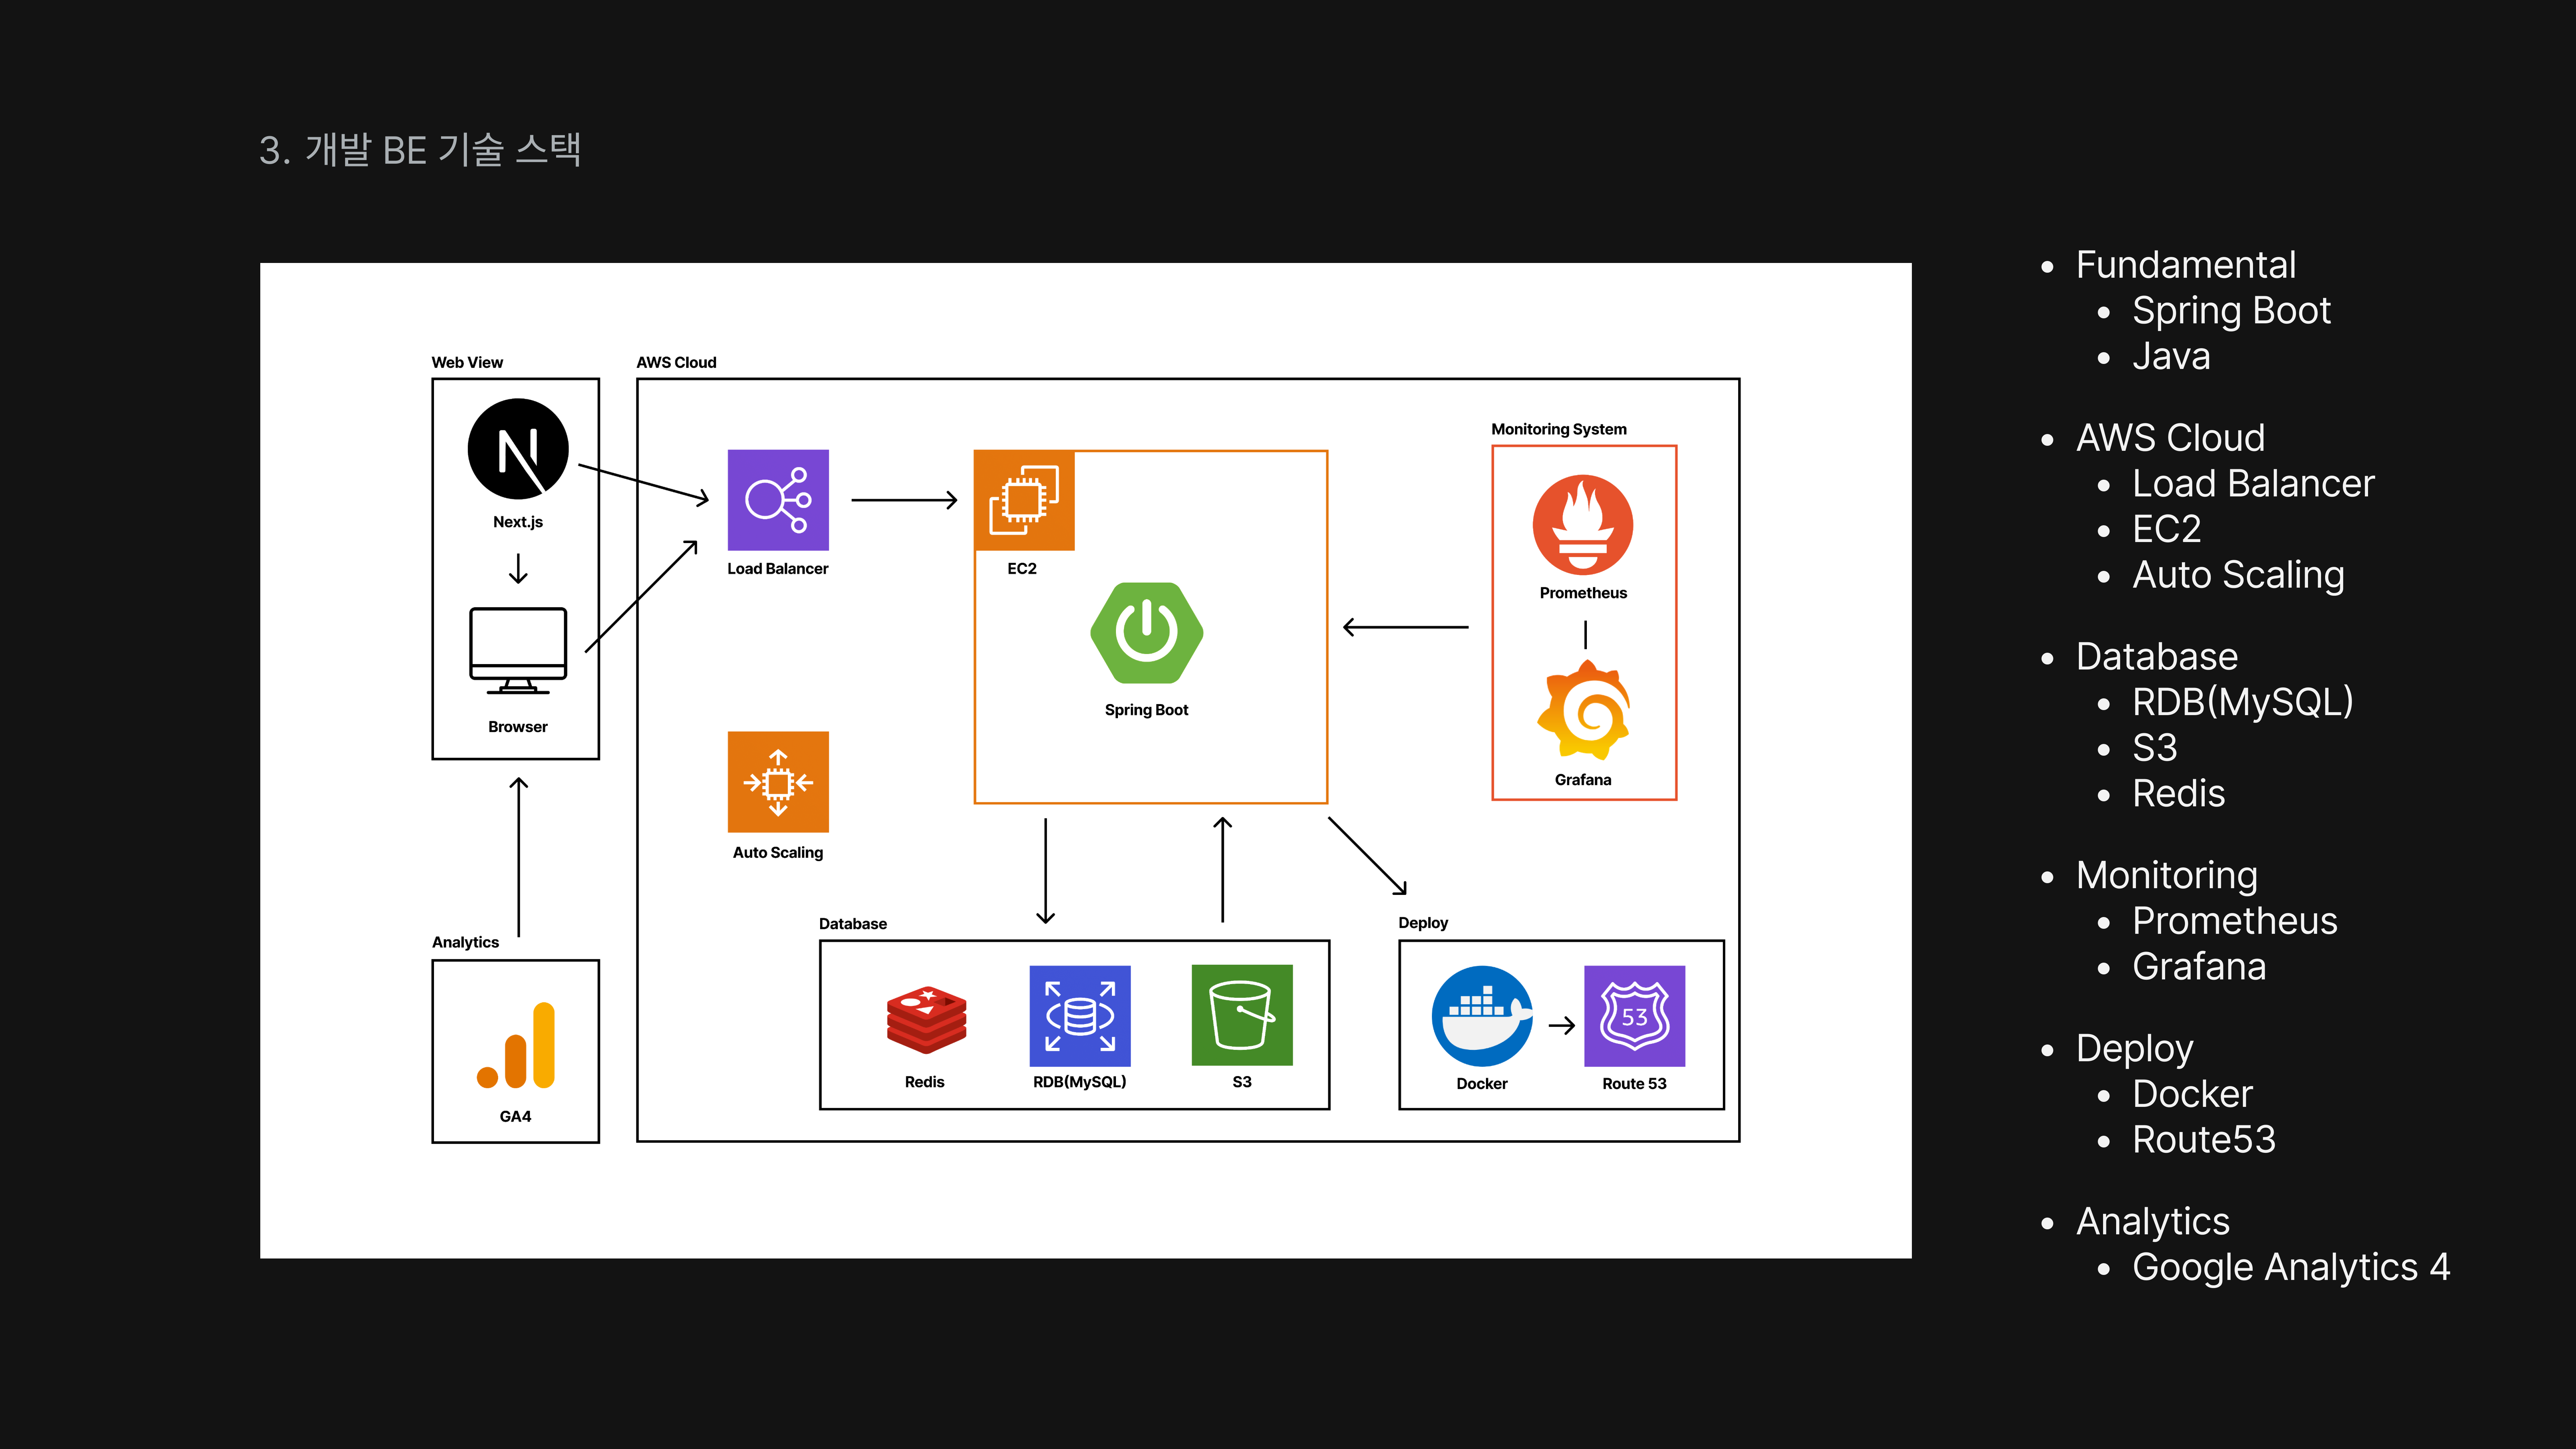 3. 개발 BE 기술 스택
Web View
Next.js
Browser
Analytics
GA4
AWS Cloud
Load Balancer
Auto Scaling
EC2
Spring Boot
Monitoring System
Prometheus
Grafana
Database
Redis
RDB(MySQL)
S3
Deploy
Docker
53
Route 53
• Fundamental
• Spring Boot
• Java
• AWS Cloud
• Load Balancer
• EC2
• Auto Scaling
• Database
• RDB(MySQL)
• S3
• Redis
• Monitoring
• Prometheus
• Grafana
• Deploy
• Docker
• Route53
• Analytics
• Google Analytics 4